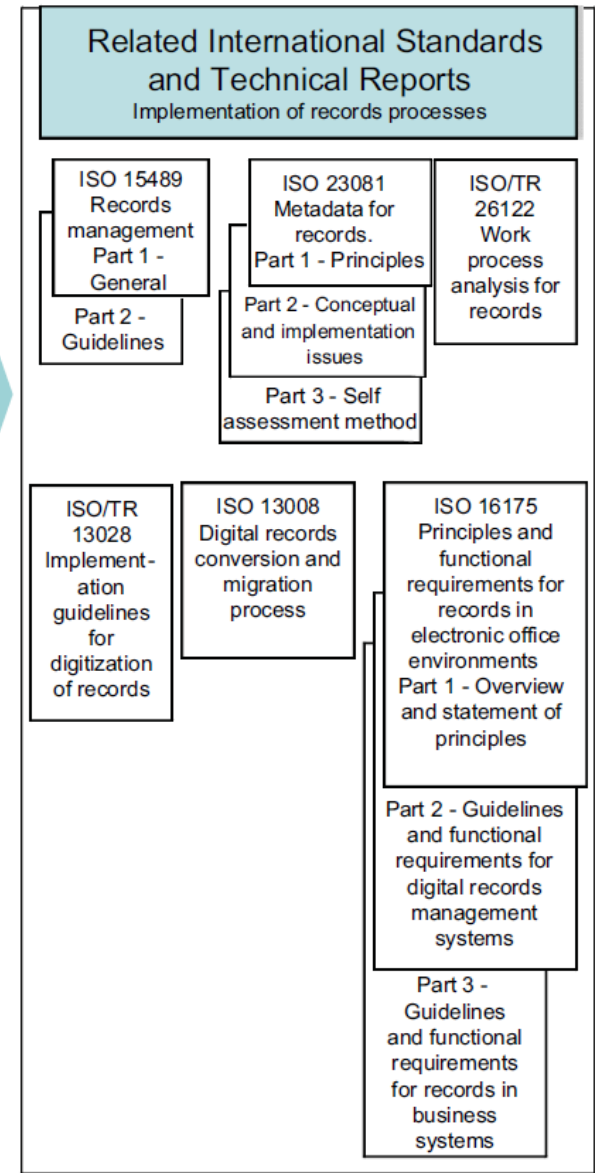 Related International Standards
and Technical Reports
Implementation of records processes
ISO 15489
Records
management
Part 1 -
General
Part 2 -
Guidelines
ISO 23081
Metadata for
records.
Part 1 - Principles
Part 2 - Conceptual
and implementation
issues
Part 3 - Self
assessment method
ISO/TR
26122
Work
process
analysis for
records
ISO/TR
13028
Implement-
ation
guidelines
for
digitization
of records
ISO 13008
Digital records
conversion and
migration
process
ISO 16175
Principles and
functional
requirements for
records in
electronic office
environments
Part 1 - Overview
and statement of
principles
Part 2 - Guidelines
and functional
requirements for
digital records
management
systems
Part 3 -
Guidelines
and functional
requirements
for records in
business
systems